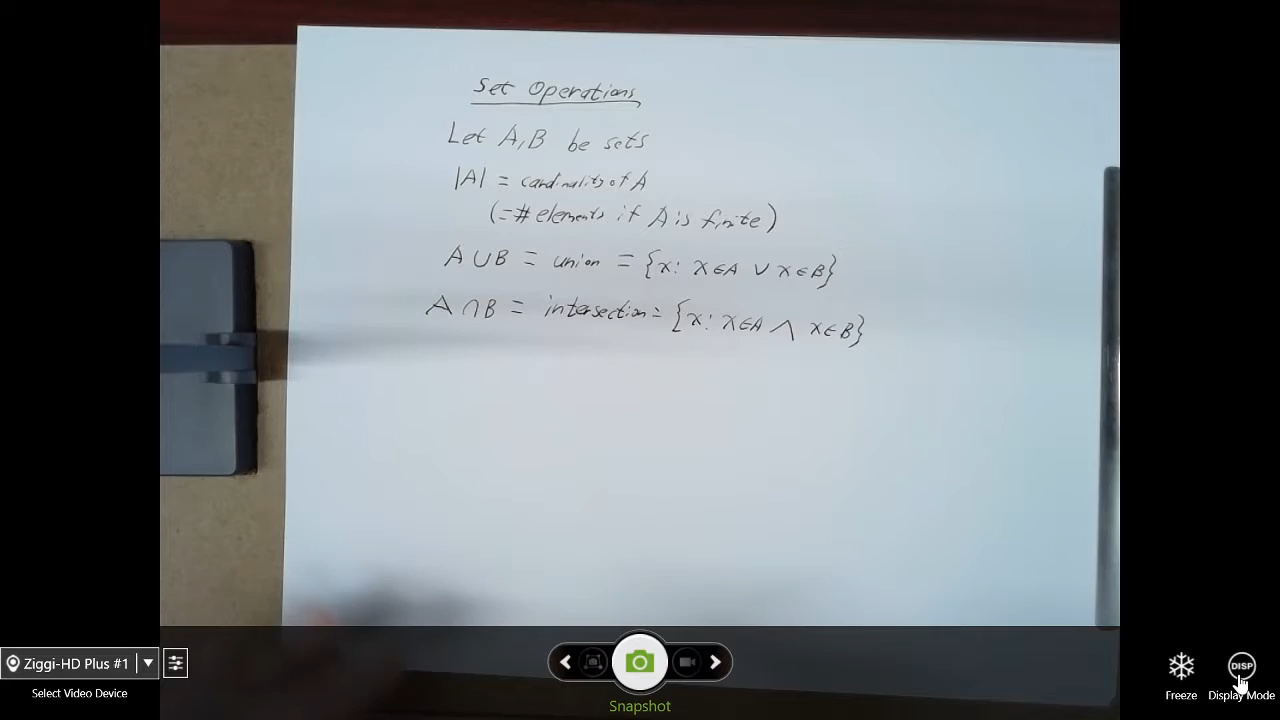 Set Operations
Let A, B be sets
|A| = cardinality of A
(= # elements if A is finite)
A ∪ B = union = {x: x ∈ A ∨ x ∈ B}
A ∩ B = intersection = {x: x ∈ A ∧ x ∈ B}
Ziggi-HD Plus #1
Select Video Device
Snapshot
Freeze
DISP
Display Mode